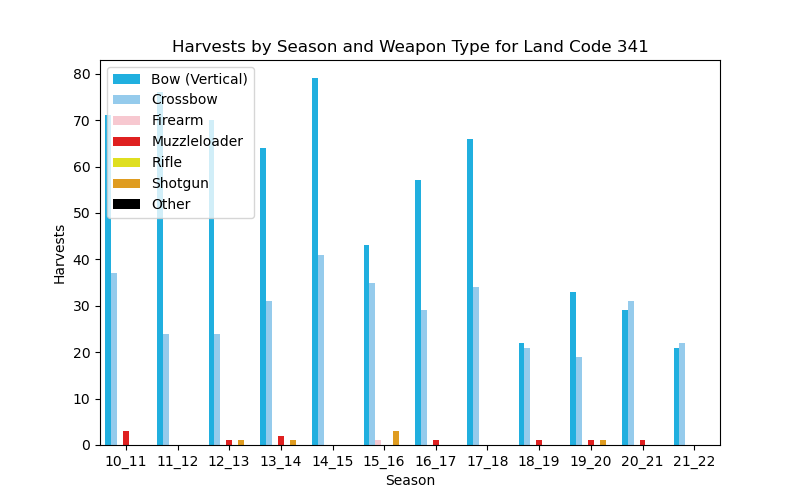 Harvests by Season and Weapon Type for Land Code 341
80
70
60
50
40
30
20
10
0
Harvests
Bow (Vertical)
Crossbow
Firearm
Muzzleloader
Rifle
Shotgun
Other
10_11 11_12 12_13 13_14 14_15 15_16 16_17 17_18 18_19 19_20 20_21 21_22
Season